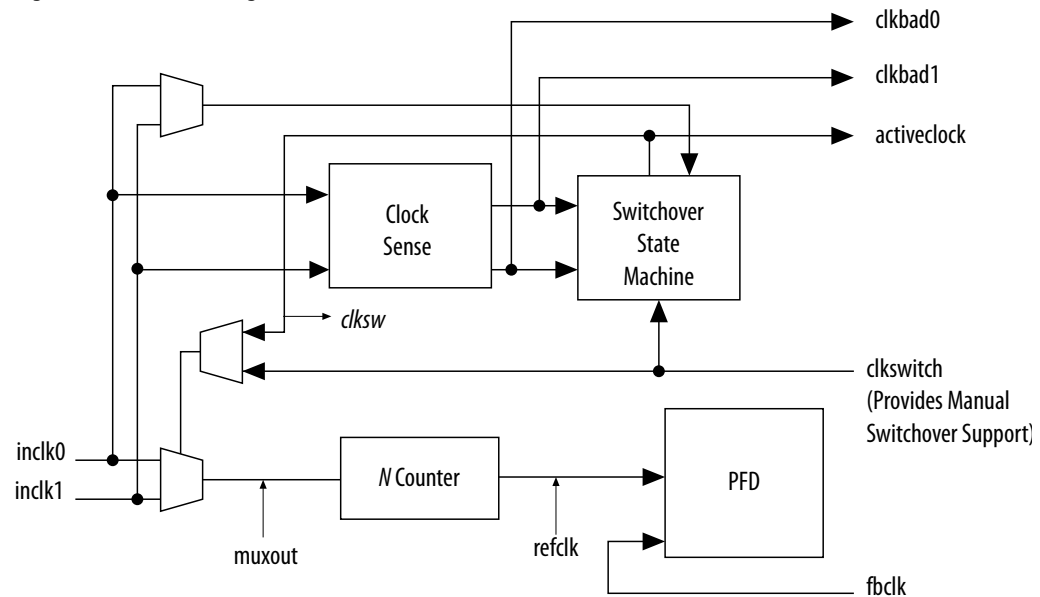 clkbad0
clkbad1
activeclock
Clock
Sense
Switchover
State
Machine
clksw
clkswitch
(Provides Manual
Switchover Support)
inclk0
inclk1
N Counter
PFD
muxout
refclk
fbclk